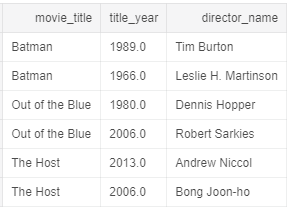 movie_title title_year director_name
Batman 1989.0 Tim Burton
Batman 1966.0 Leslie H. Martinson
Out of the Blue 1980.0 Dennis Hopper
Out of the Blue 2006.0 Robert Sarkies
The Host 2013.0 Andrew Niccol
The Host 2006.0 Bong Joon-ho